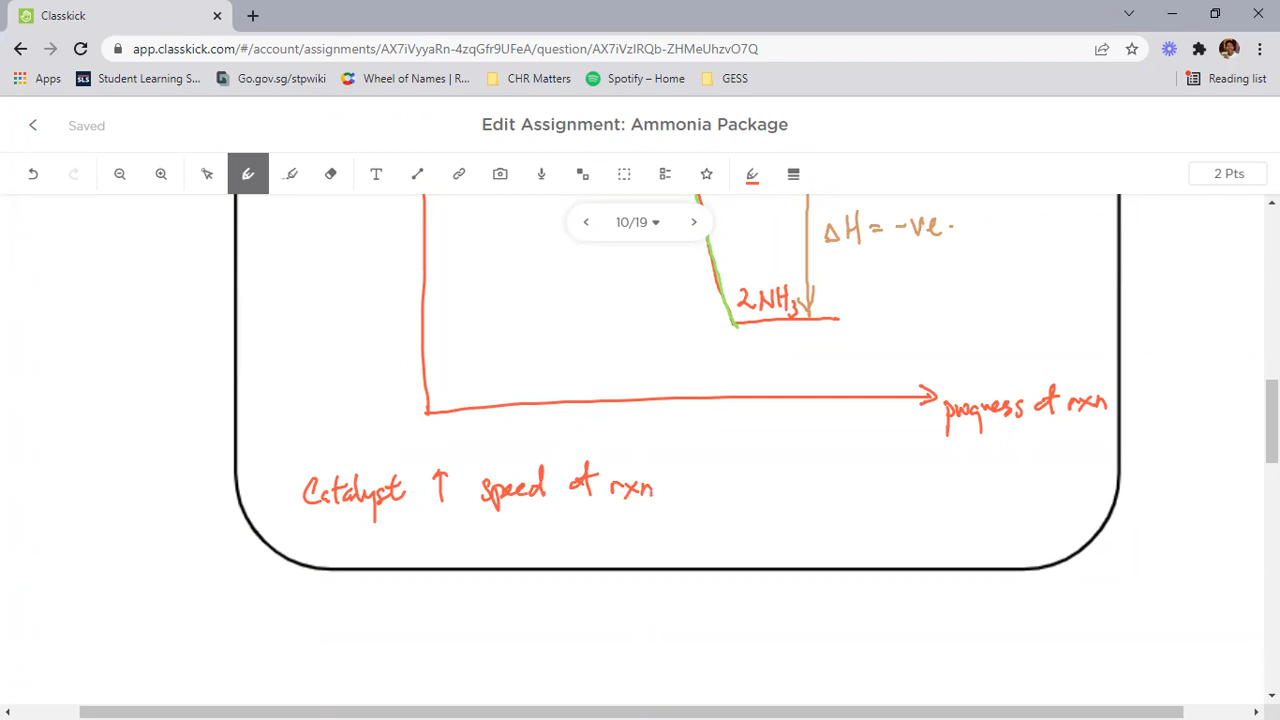 Classkick
app.classkick.com/#/account/assignments/AX7iVyyaRn-4zqGfr9UFeA/question/AX7iVzIRQb-ZHMeUhzvO7Q
Apps SLS Student Learning S... Go.gov.sg/stpwiki Wheel of Names | R... CHR Matters Spotify – Home GESS Reading list
Saved Edit Assignment: Ammonia Package
T 2 Pts
10/19
ΔH = -ve.
2NH3
progress of rxn
Catalyst ↑ speed of rxn